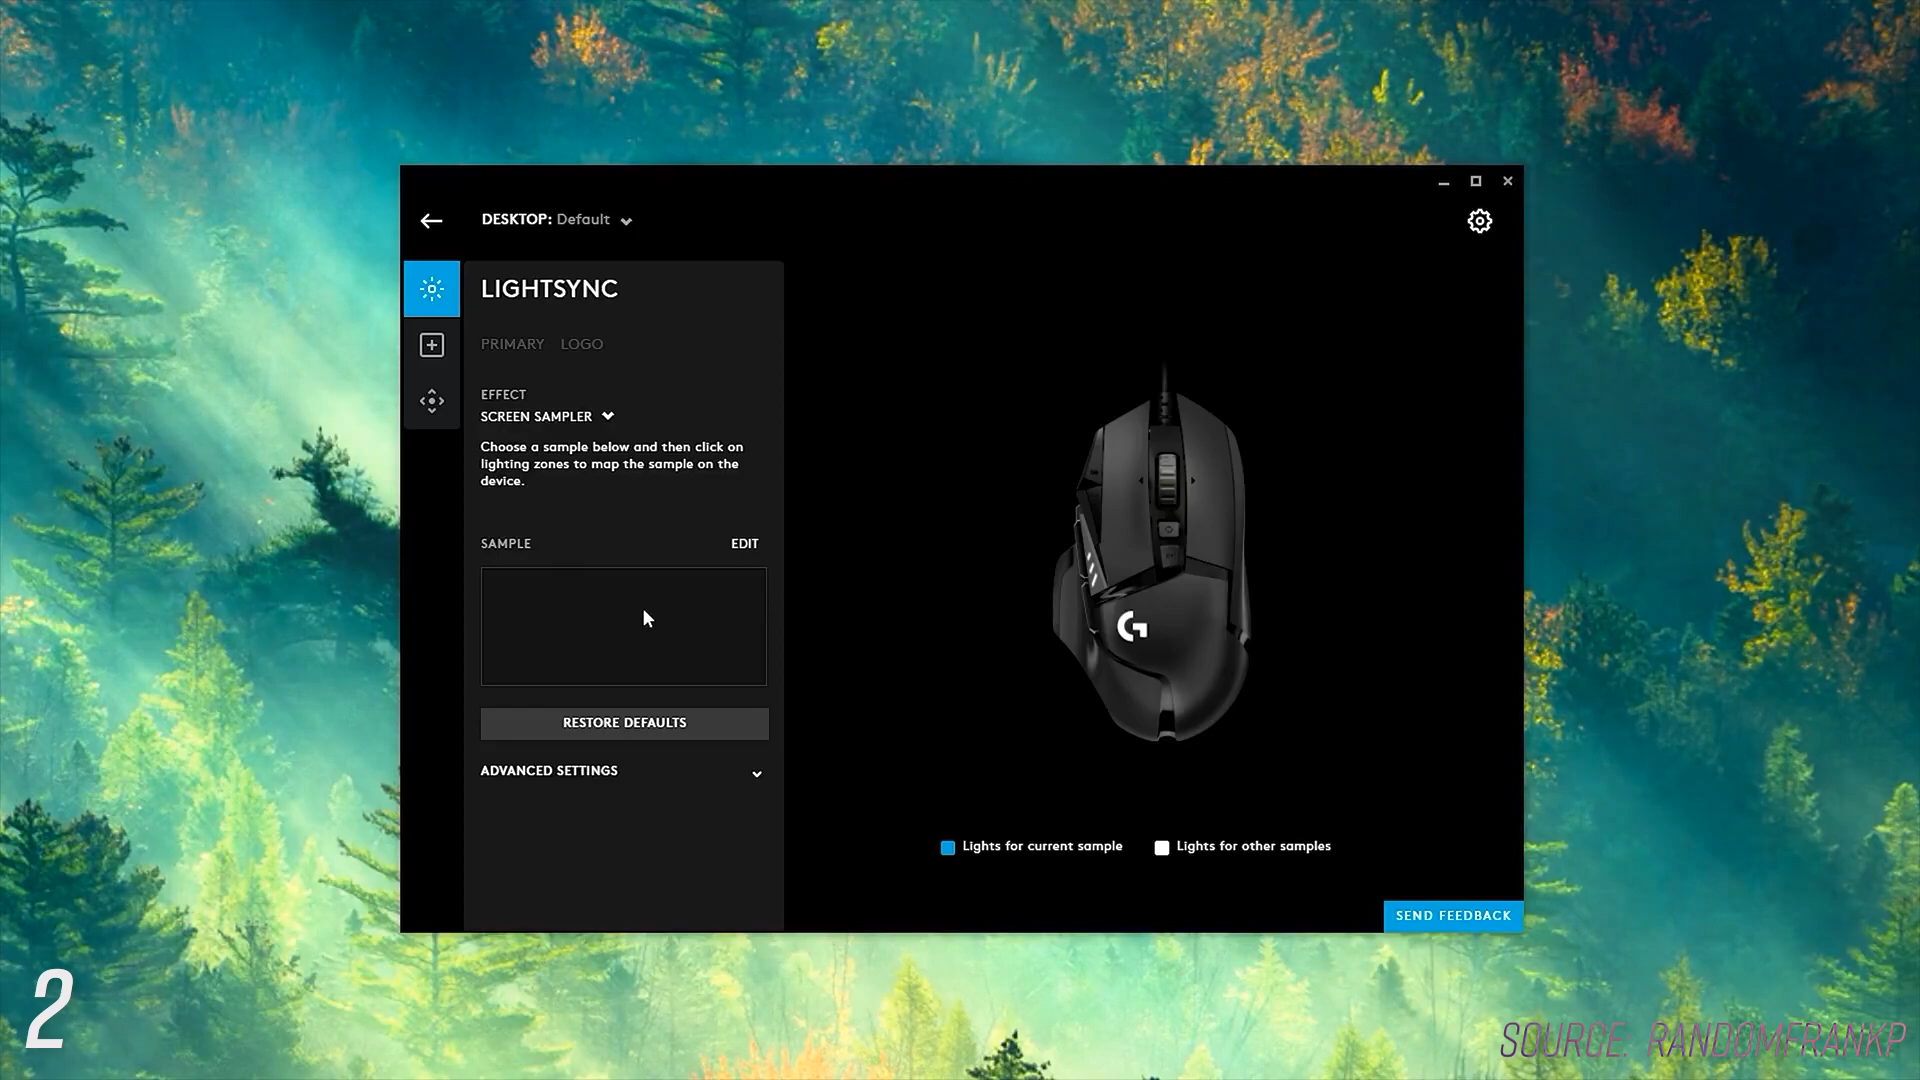 DESKTOP: Default
LIGHTSYNC
PRIMARY LOGO
EFFECT
SCREEN SAMPLER
Choose a sample below and then click on
lighting zones to map the sample on the
device.
SAMPLE EDIT
RESTORE DEFAULTS
ADVANCED SETTINGS
G
Lights for current sample Lights for other samples
SEND FEEDBACK
2
SOURCE: RANDOMFRANKP